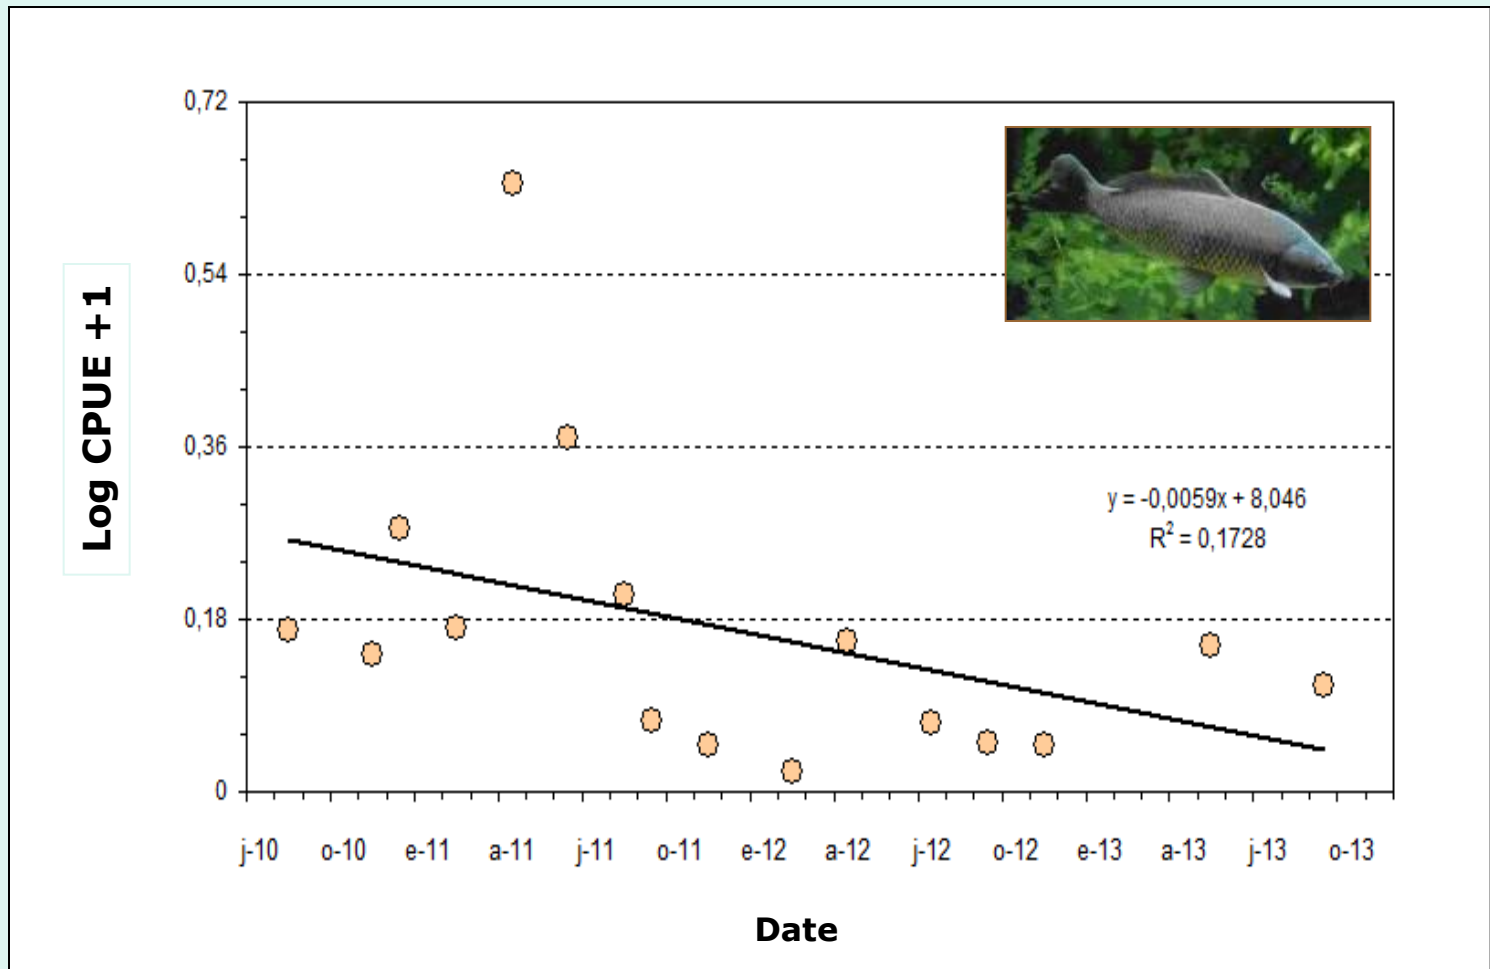 0,72
0,54
0,36
0,18
0
Log CPUE +1
y = -0,0059x + 8,046
R² = 0,1728
j-10 o-10 e-11 a-11 j-11 o-11 e-12 a-12 j-12 o-12 e-13 a-13 j-13 o-13
Date